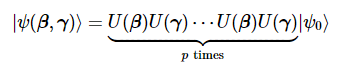 |ψ(β, γ)⟩ = U(β)U(γ) ⋯ U(β)U(γ)|ψ₀⟩
p times